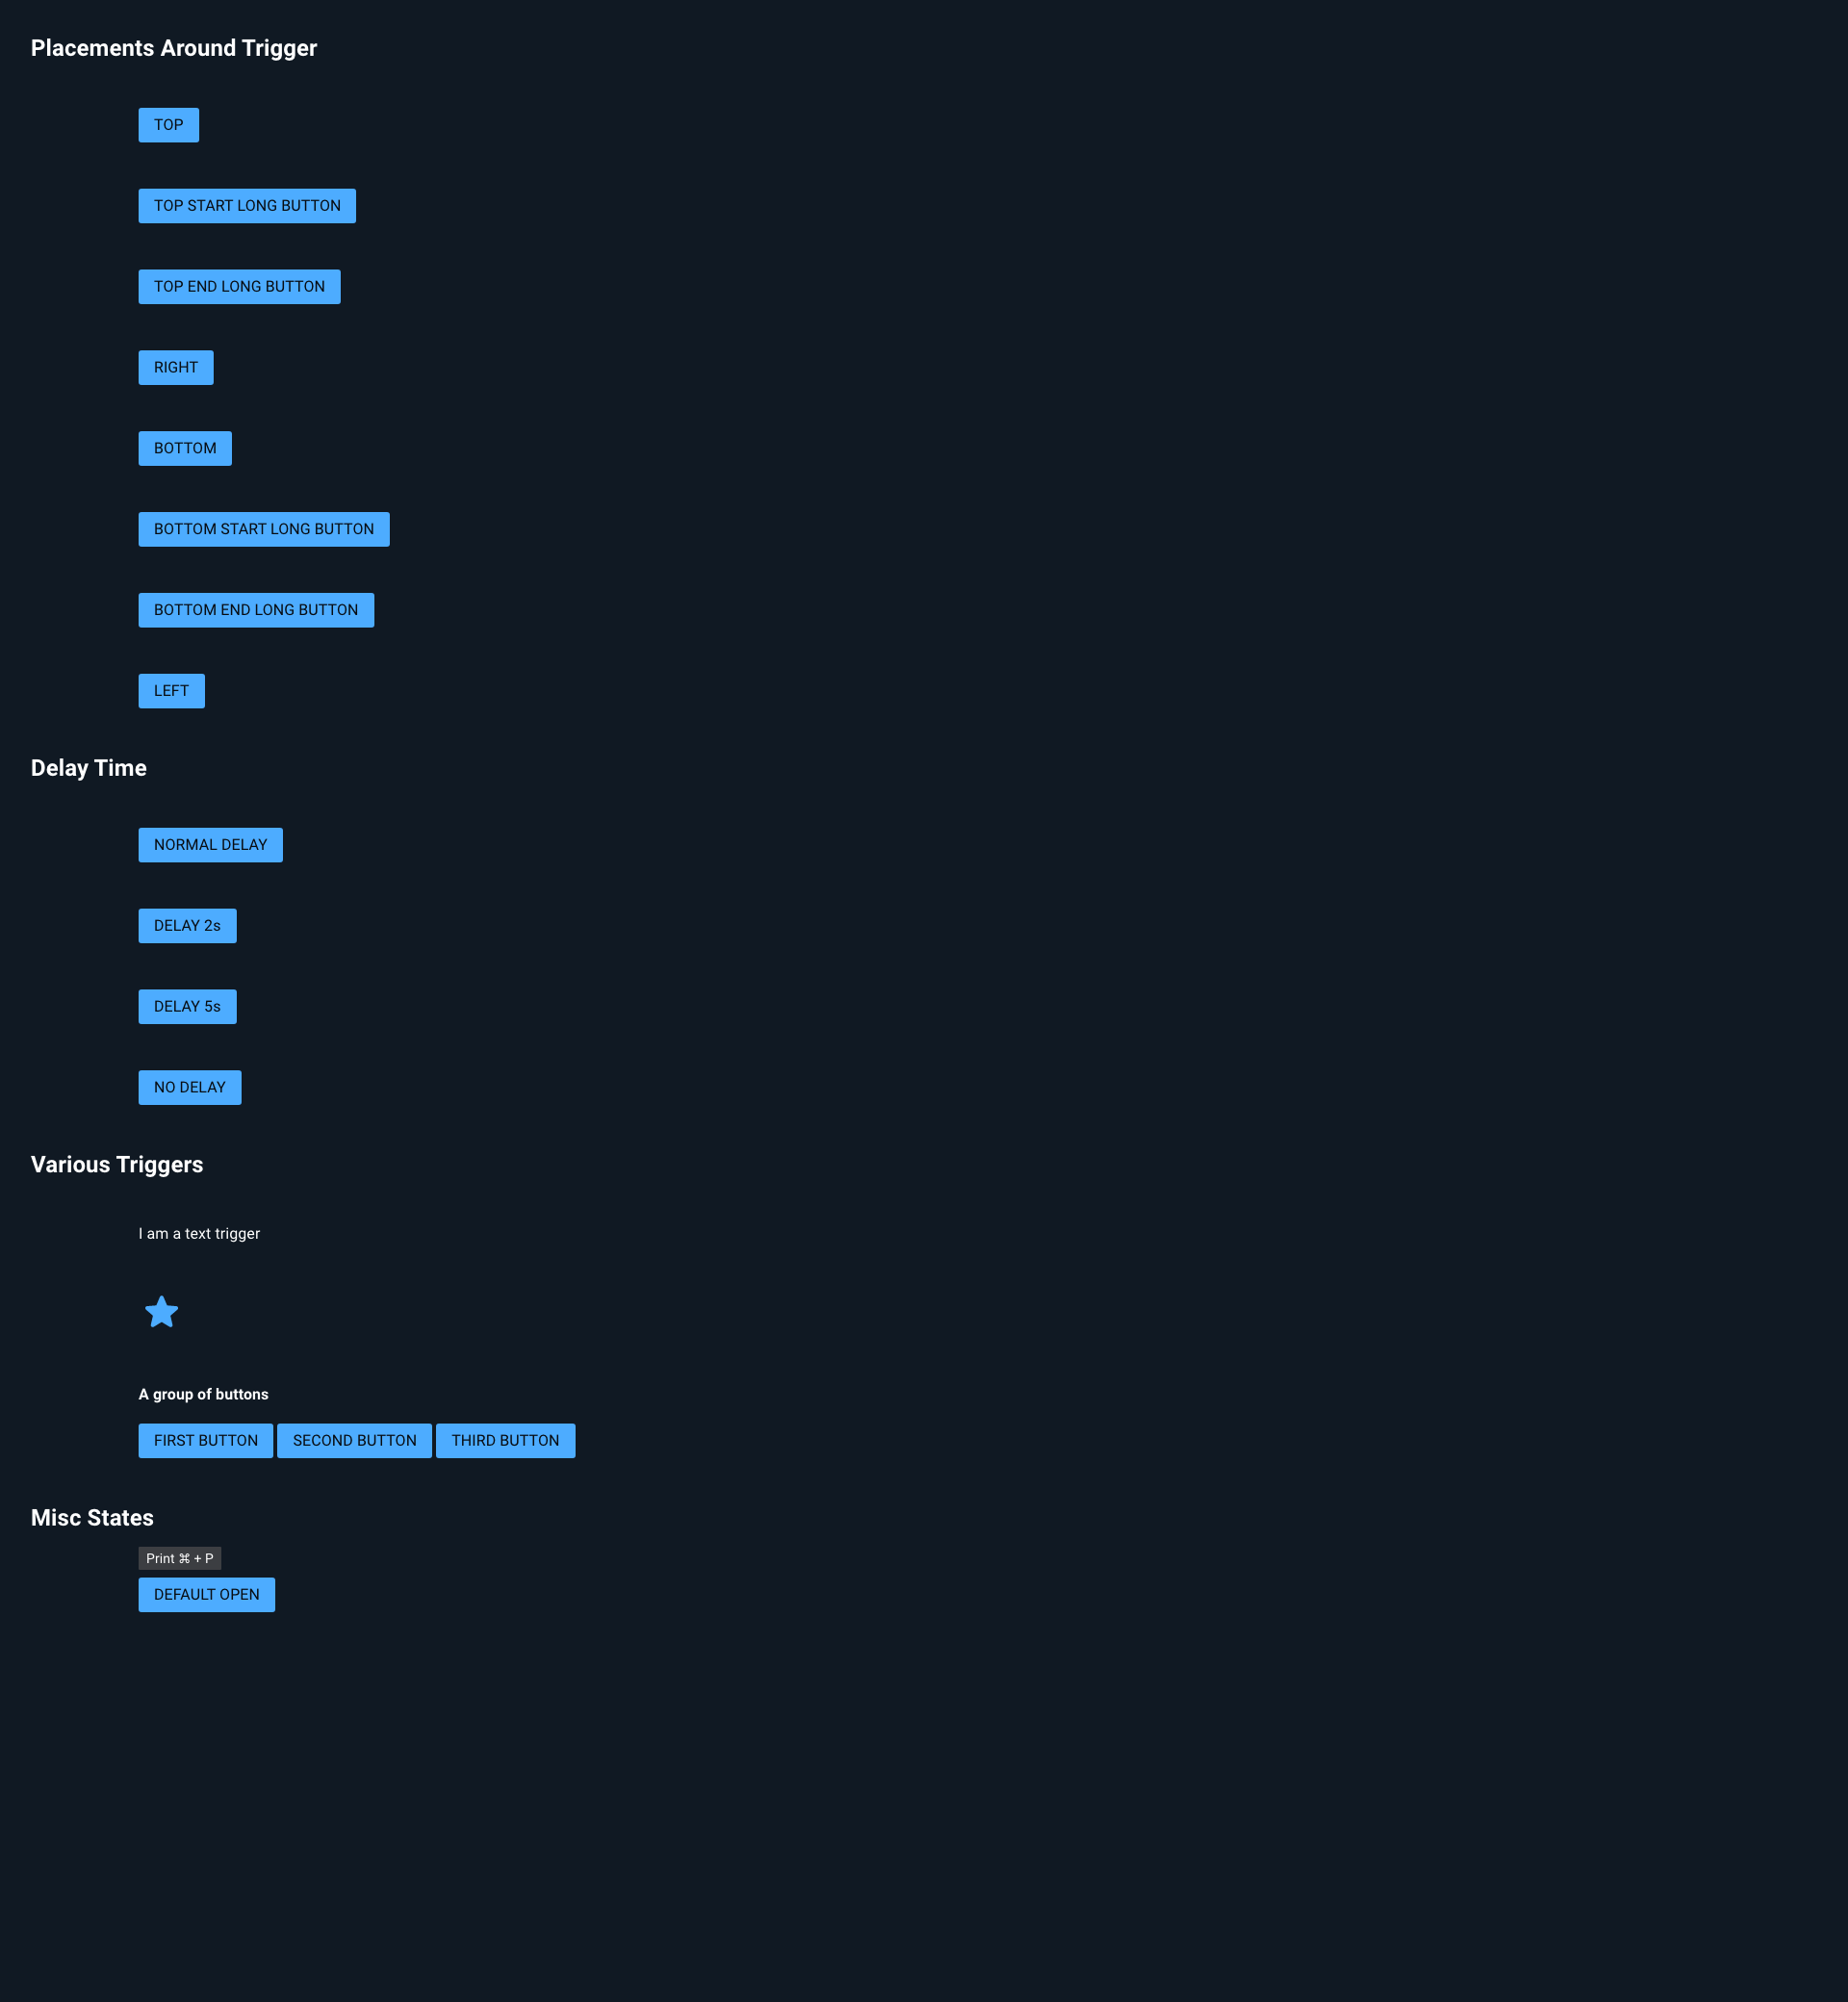 Placements Around Trigger
TOP
TOP START LONG BUTTON
TOP END LONG BUTTON
RIGHT
BOTTOM
BOTTOM START LONG BUTTON
BOTTOM END LONG BUTTON
LEFT
Delay Time
NORMAL DELAY
DELAY 2s
DELAY 5s
NO DELAY
Various Triggers
I am a text trigger
A group of buttons
FIRST BUTTON SECOND BUTTON THIRD BUTTON
Misc States
Print ⌘ + P
DEFAULT OPEN